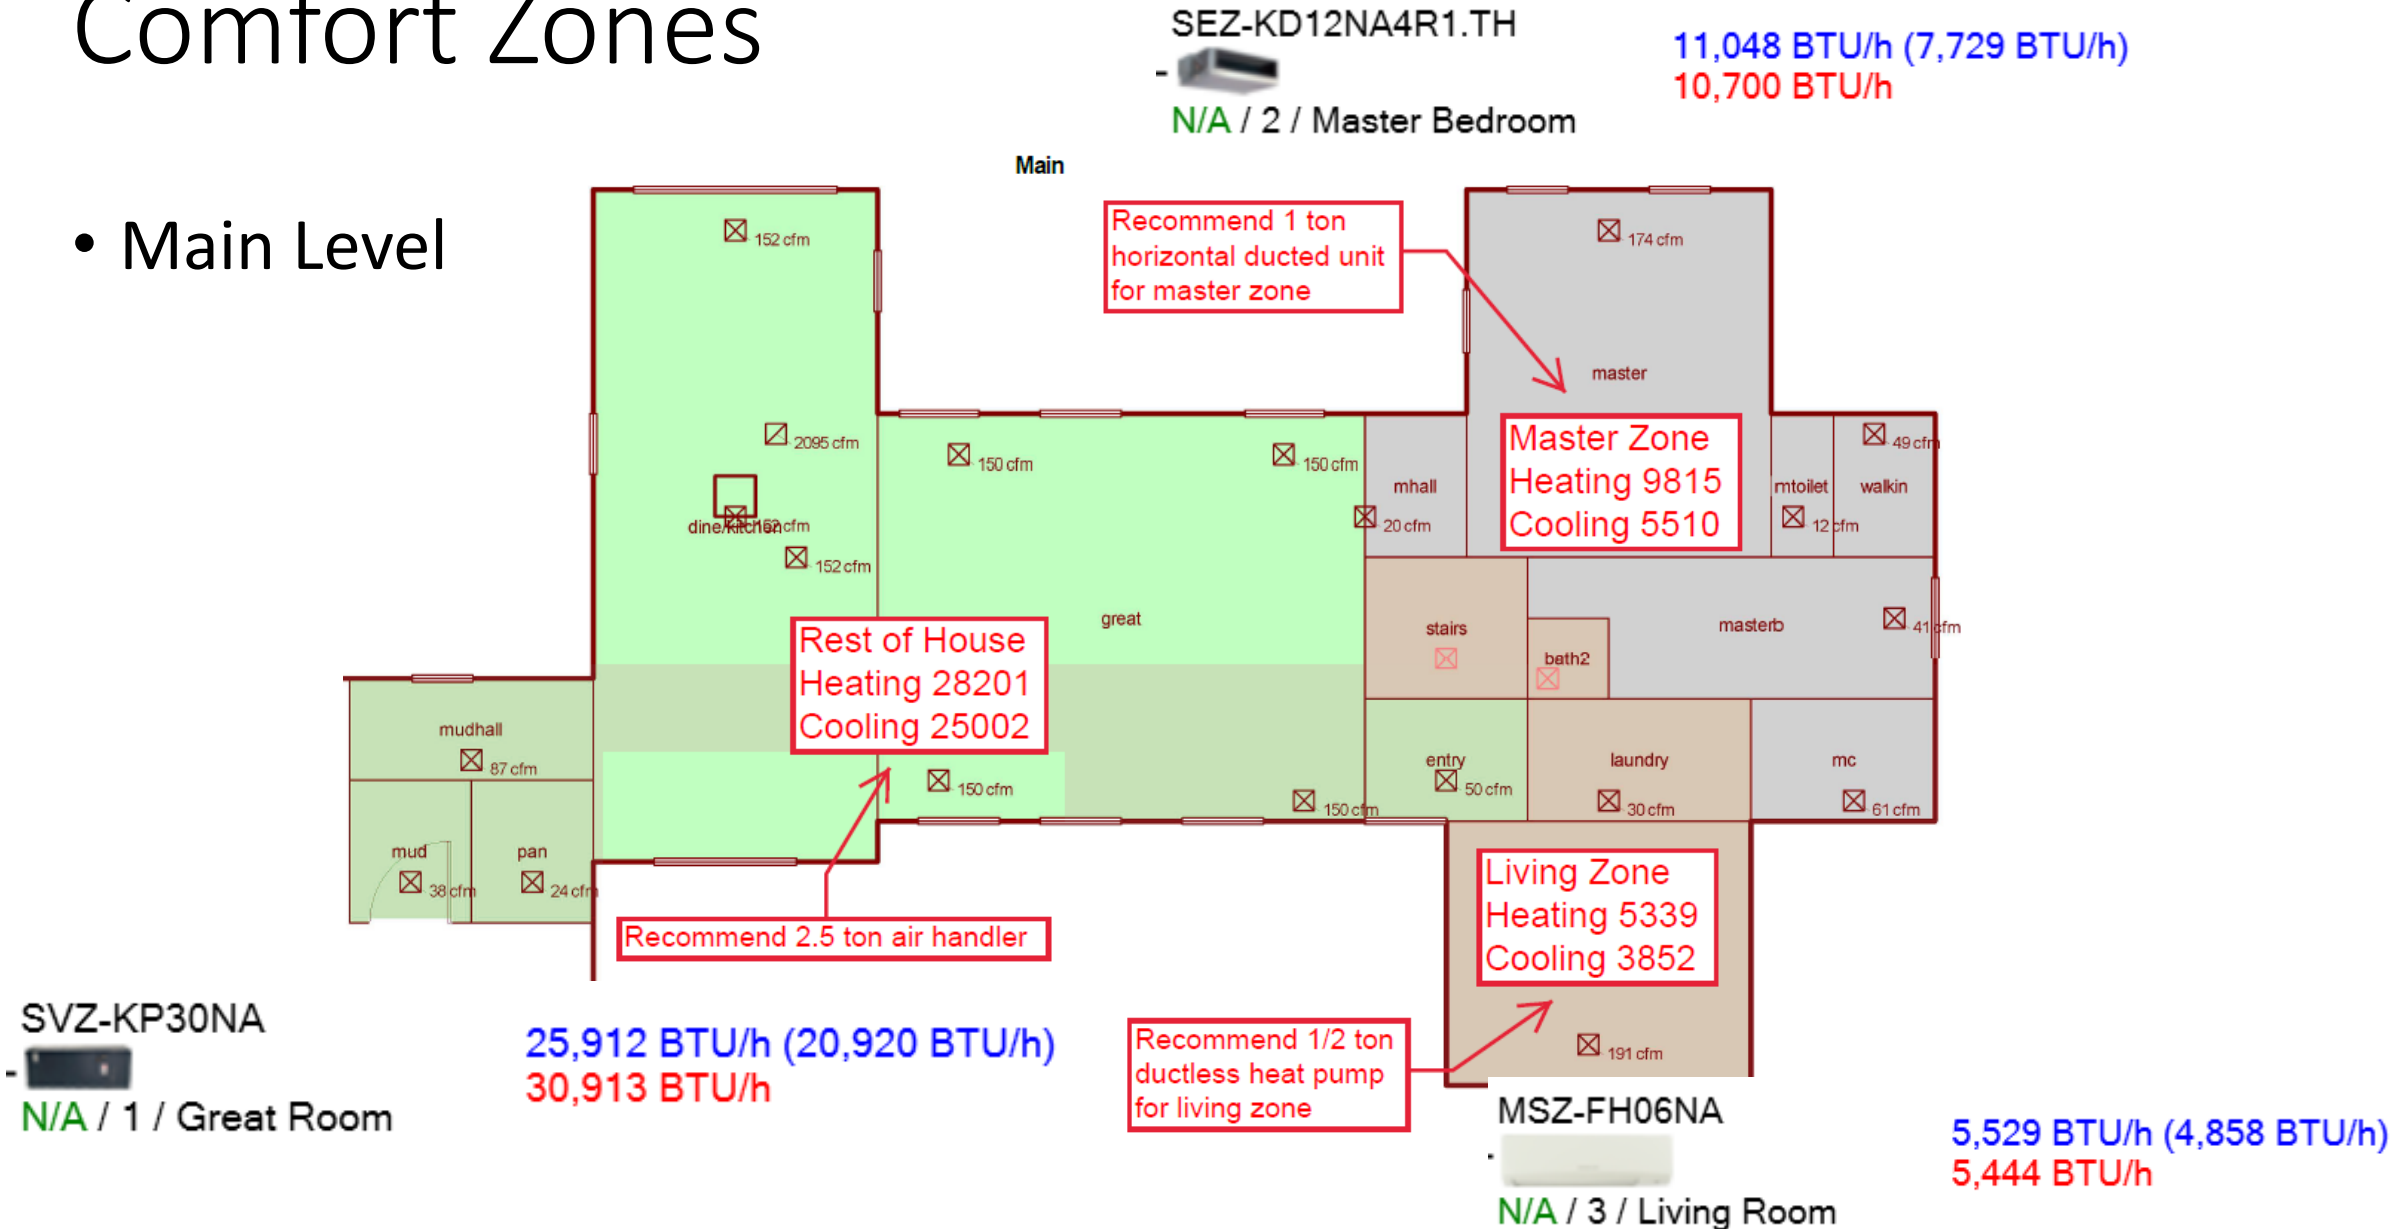 Comfort Zones
SEZ-KD12NA4R1.TH
11,048 BTU/h (7,729 BTU/h)
10,700 BTU/h
N/A / 2 / Master Bedroom
• Main Level
Main
Recommend 1 ton
horizontal ducted unit
for master zone
152 cfm
174 cfm
master
2095 cfm
150 cfm
150 cfm
Master Zone
Heating 9815
Cooling 5510
49 cfm
mhall
mtoilet
walkin
dine/kitchen
152 cfm
20 cfm
12 cfm
152 cfm
great
stairs
bath2
masterb
41 cfm
Rest of House
Heating 28201
Cooling 25002
mudhall
87 cfm
150 cfm
150 cfm
entry
50 cfm
laundry
30 cfm
mc
61 cfm
mud
38 cfm
pan
24 cfm
Living Zone
Heating 5339
Cooling 3852
Recommend 2.5 ton air handler
SVZ-KP30NA
25,912 BTU/h (20,920 BTU/h)
30,913 BTU/h
N/A / 1 / Great Room
Recommend 1/2 ton
ductless heat pump
for living zone
191 cfm
MSZ-FH06NA
5,529 BTU/h (4,858 BTU/h)
5,444 BTU/h
N/A / 3 / Living Room